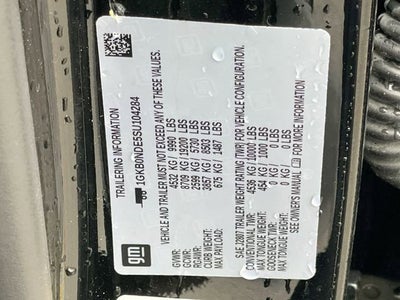 gm
TRAILERING INFORMATION
1GKB0NDE5SU104284
VEHICLE AND TRAILER MUST NOT EXCEED ANY OF THESE VALUES.
GVWR: 4532 KG / 9990 LBS
GCWR: 8709 KG / 19200 LBS
RGAWR: 2599 KG / 5730 LBS
CURB WEIGHT: 3857 KG / 8503 LBS
MAX PAYLOAD: 675 KG / 1487 LBS
SAE J2807 TRAILER WEIGHT RATING (TWR) FOR VEHICLE CONFIGURATION.
CONVENTIONAL TWR: 4536 KG / 10000 LBS
MAX TONGUE WEIGHT: 454 KG / 1000 LBS
GOOSENECK TWR: 0 KG / 0 LBS
MAX TONGUE WEIGHT: 0 KG / 0 LBS
SEE OWNER'S MANUAL FOR MORE INFORMATION.